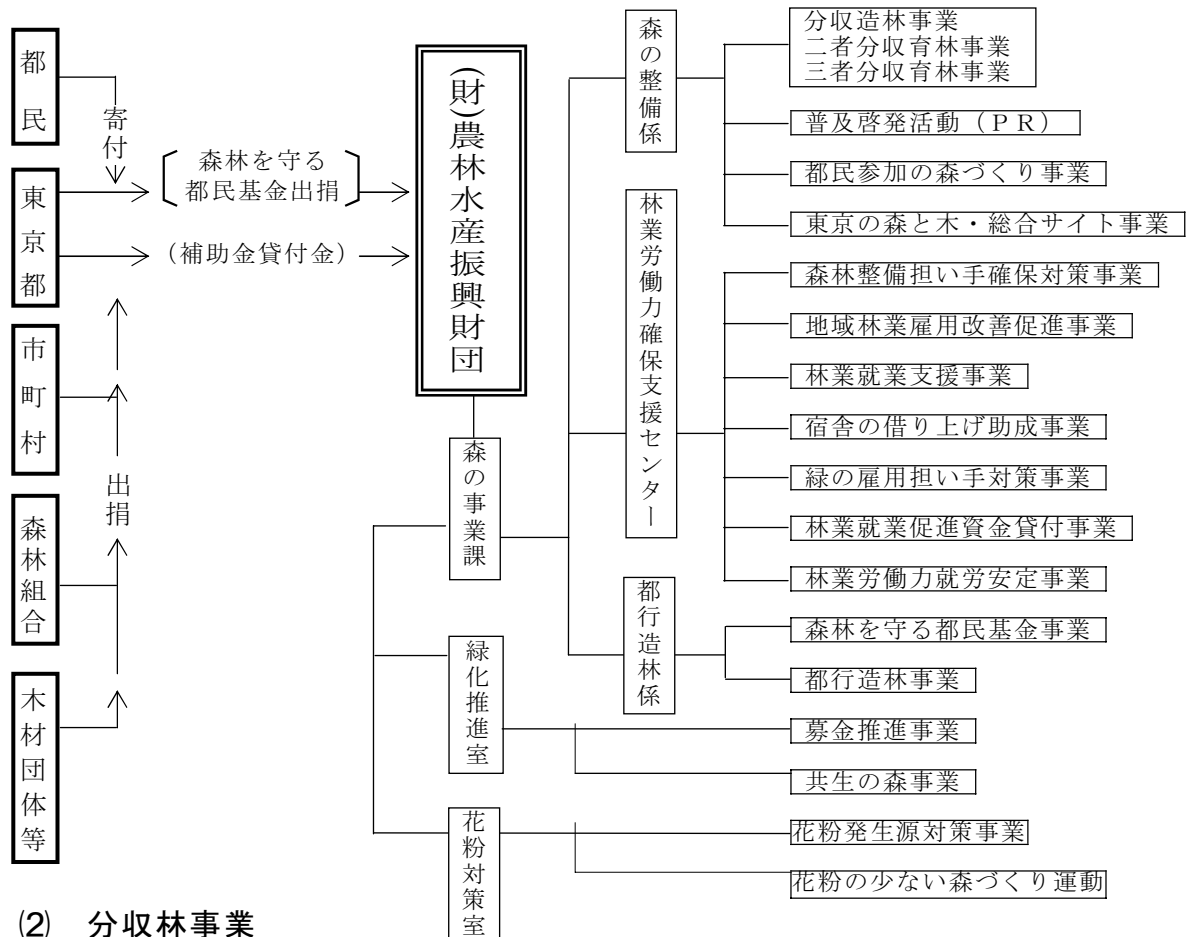 都民
東京都
市町村
森林組合
木材団体等
寄付
森林を守る
都民基金出捐
(補助金貸付金)
出捐
(財)農林水産振興財団
森の事業課
緑化推進室
花粉対策室
森の整備係
林業労働力確保支援センター
都行造林係
分収造林事業
二者分収育林事業
三者分収育林事業
普及啓発活動(PR)
都民参加の森づくり事業
東京の森と木・総合サイト事業
森林整備担い手確保対策事業
地域林業雇用改善促進事業
林業就業支援事業
宿舎の借り上げ助成事業
緑の雇用担い手対策事業
林業就業促進資金貸付事業
林業労働力就労安定事業
森林を守る都民基金事業
都行造林事業
募金推進事業
共生の森事業
花粉発生源対策事業
花粉の少ない森づくり運動
(2) 分収林事業